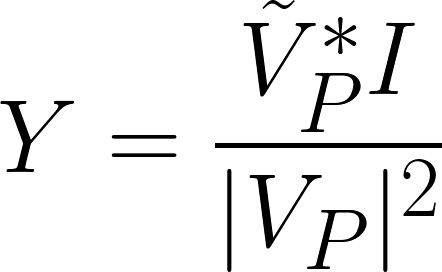 Y = \frac{\tilde{V}_P^* I}{|V_P|^2}